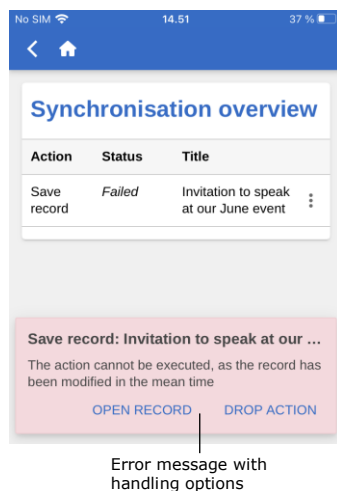 No SIM 14.51 37 %
Synchronisation overview
Action Status Title
Save Failed Invitation to speak
record at our June event
Save record: Invitation to speak at our ...
The action cannot be executed, as the record has
been modified in the mean time
OPEN RECORD DROP ACTION
Error message with
handling options